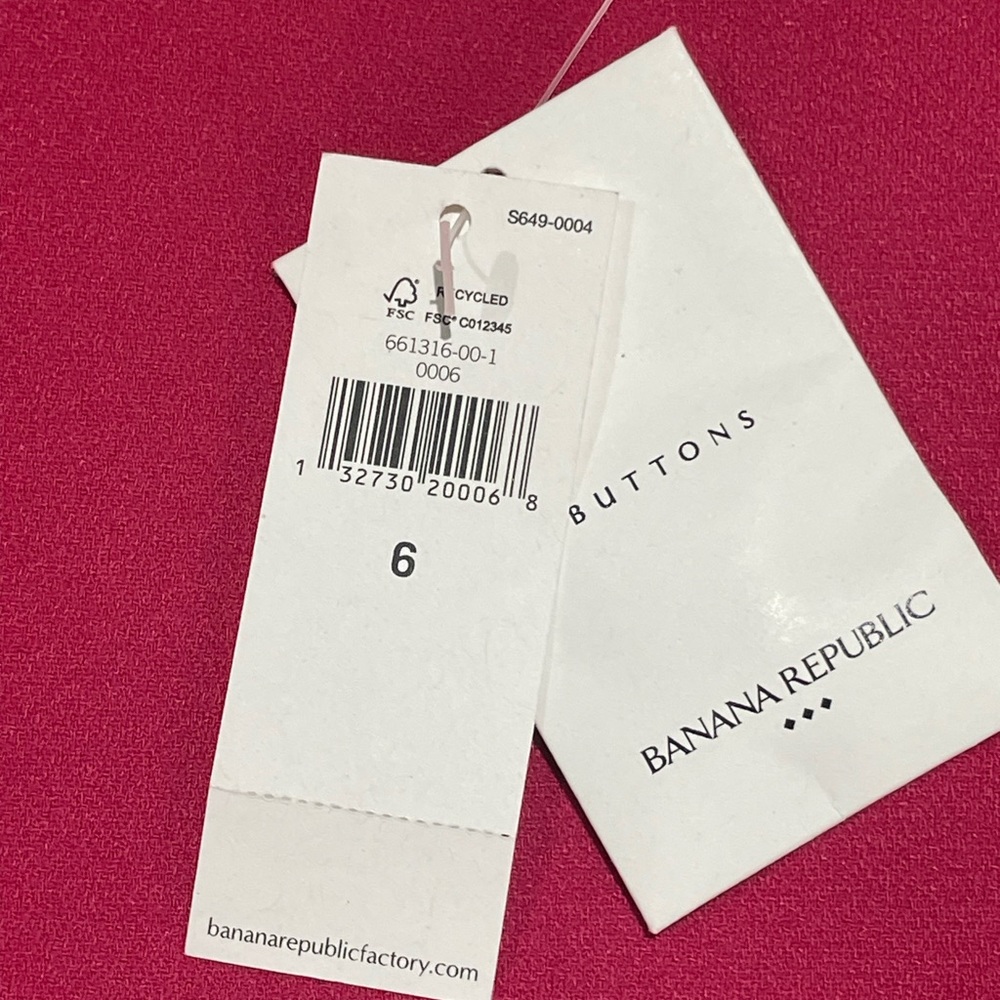 S649-0004
RECYCLED
FSC FSC® C012345
661316-00-1
0006
1 32730 20006 8
6
bananarepublicfactory.com
BUTTONS
BANANA REPUBLIC